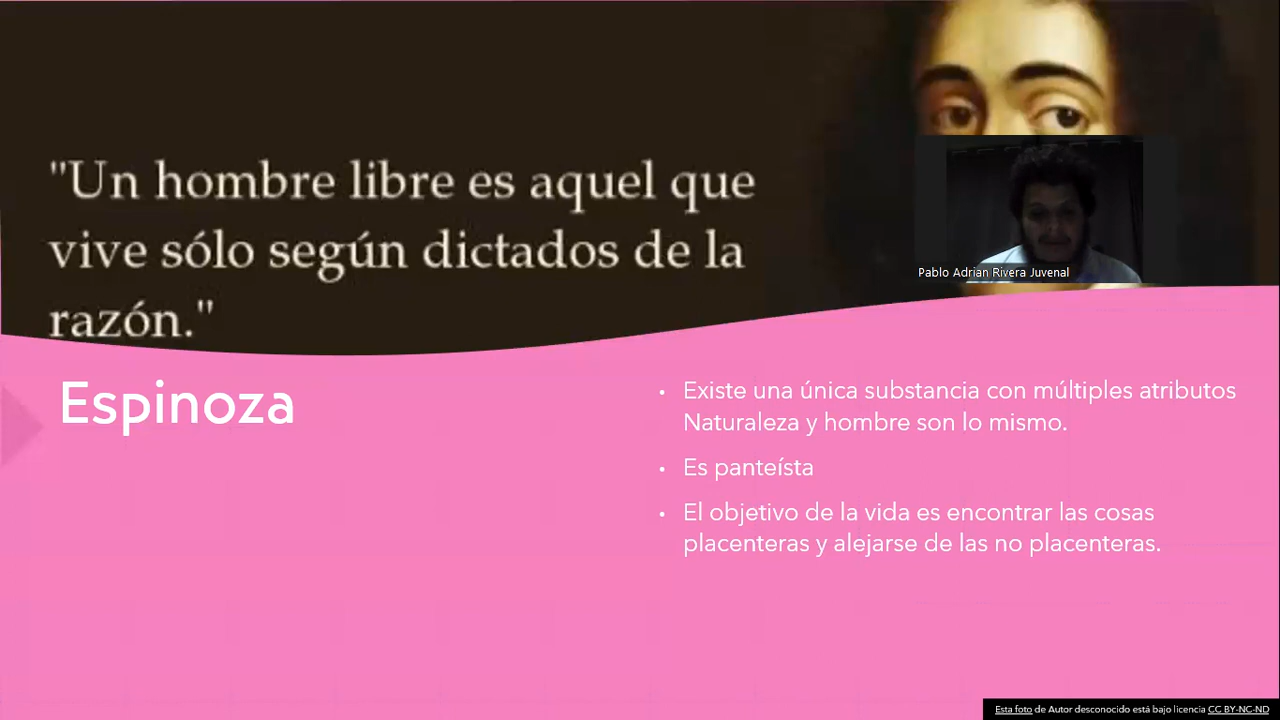 "Un hombre libre es aquel que
vive sólo según dictados de la
razón."
Pablo Adrian Rivera Juvenal
Espinoza
• Existe una única substancia con múltiples atributos
Naturaleza y hombre son lo mismo.
• Es panteísta
• El objetivo de la vida es encontrar las cosas
placenteras y alejarse de las no placenteras.
Esta foto de Autor desconocido está bajo licencia CC BY-NC-ND